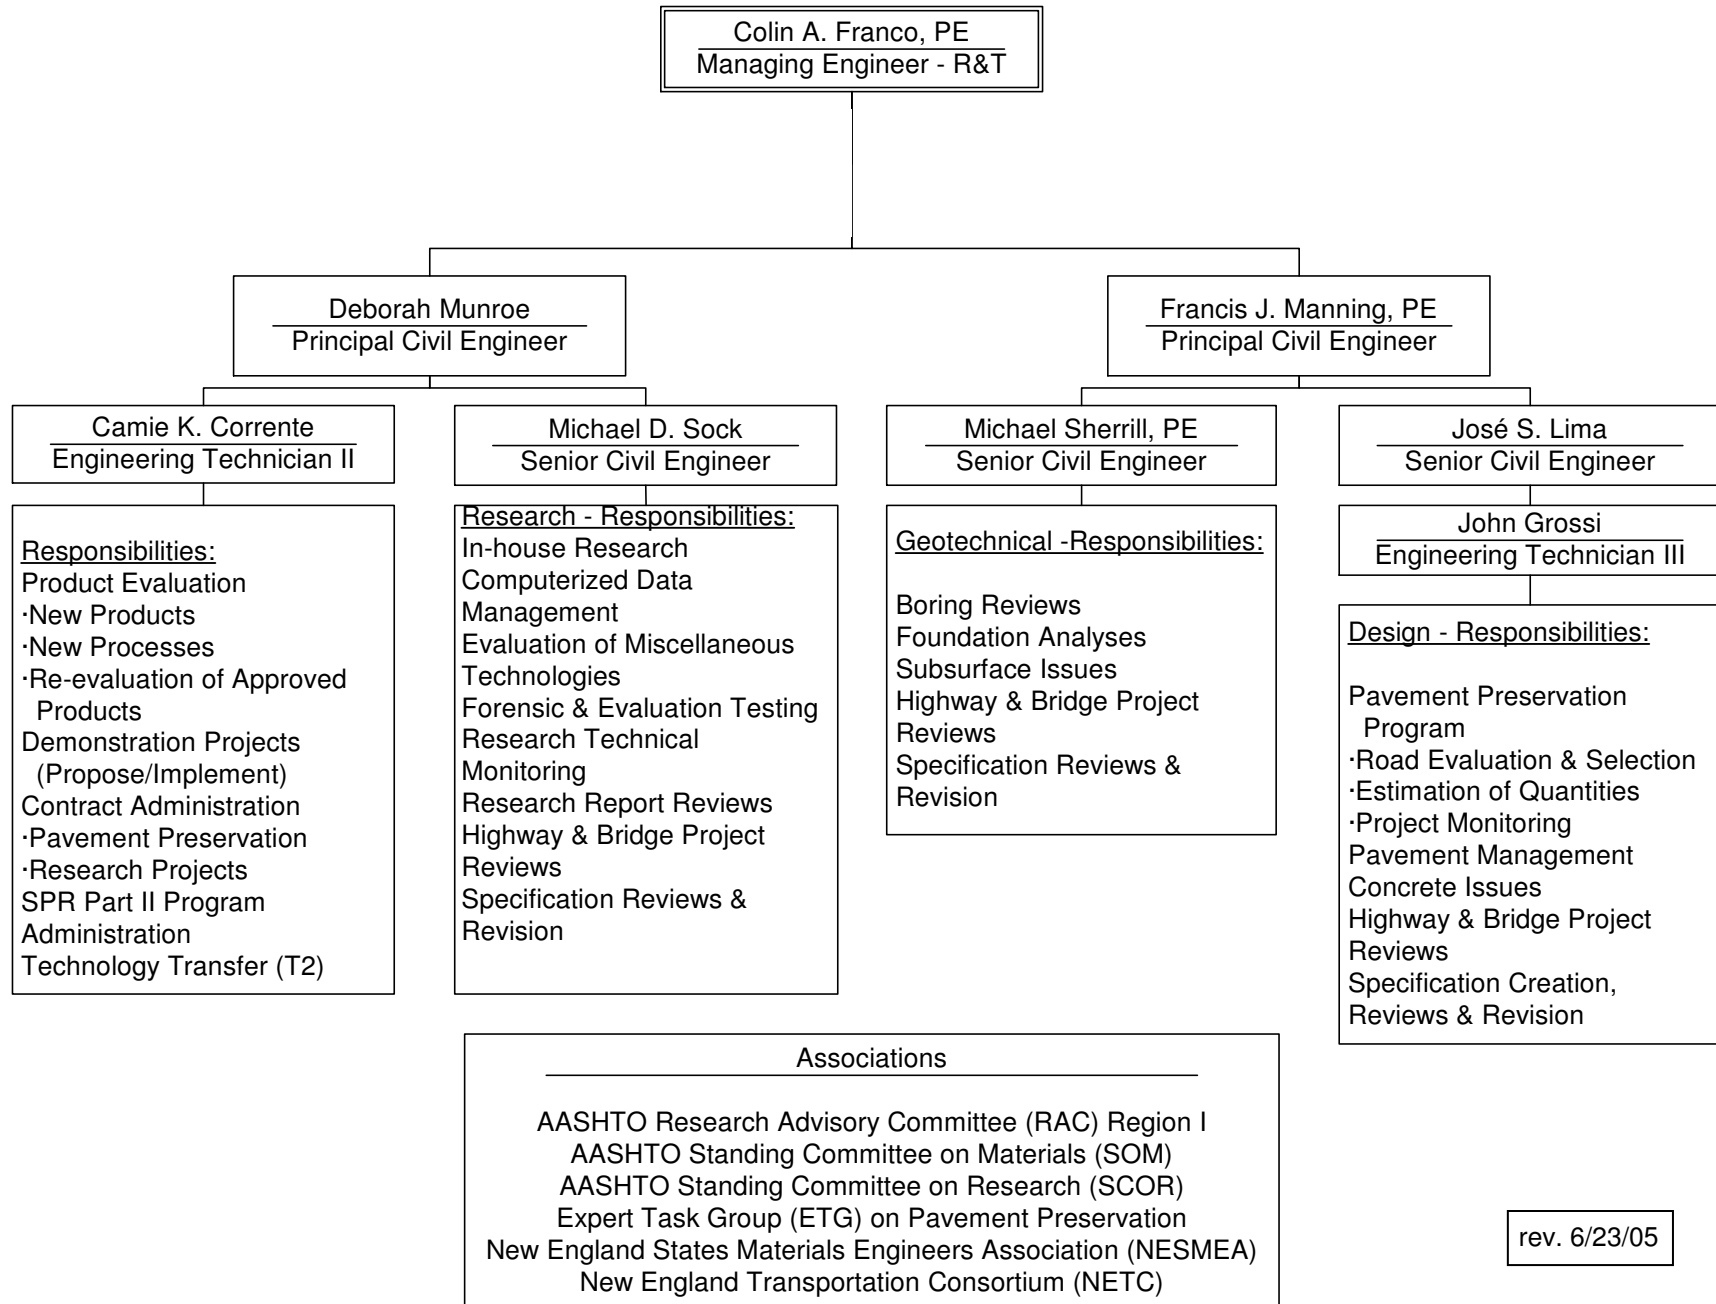 Colin A. Franco, PE
Managing Engineer - R&T
Deborah Munroe
Principal Civil Engineer
Francis J. Manning, PE
Principal Civil Engineer
Camie K. Corrente
Engineering Technician II
Michael D. Sock
Senior Civil Engineer
Michael Sherrill, PE
Senior Civil Engineer
José S. Lima
Senior Civil Engineer
Responsibilities:
Product Evaluation
·New Products
·New Processes
·Re-evaluation of Approved
Products
Demonstration Projects
(Propose/Implement)
Contract Administration
·Pavement Preservation
·Research Projects
SPR Part II Program
Administration
Technology Transfer (T2)
Research - Responsibilities:
In-house Research
Computerized Data
Management
Evaluation of Miscellaneous
Technologies
Forensic & Evaluation Testing
Research Technical
Monitoring
Research Report Reviews
Highway & Bridge Project
Reviews
Specification Reviews &
Revision
Geotechnical -Responsibilities:
Boring Reviews
Foundation Analyses
Subsurface Issues
Highway & Bridge Project
Reviews
Specification Reviews &
Revision
John Grossi
Engineering Technician III
Design - Responsibilities:
Pavement Preservation
Program
·Road Evaluation & Selection
·Estimation of Quantities
·Project Monitoring
Pavement Management
Concrete Issues
Highway & Bridge Project
Reviews
Specification Creation,
Reviews & Revision
Associations
AASHTO Research Advisory Committee (RAC) Region I
AASHTO Standing Committee on Materials (SOM)
AASHTO Standing Committee on Research (SCOR)
Expert Task Group (ETG) on Pavement Preservation
New England States Materials Engineers Association (NESMEA)
New England Transportation Consortium (NETC)
rev. 6/23/05